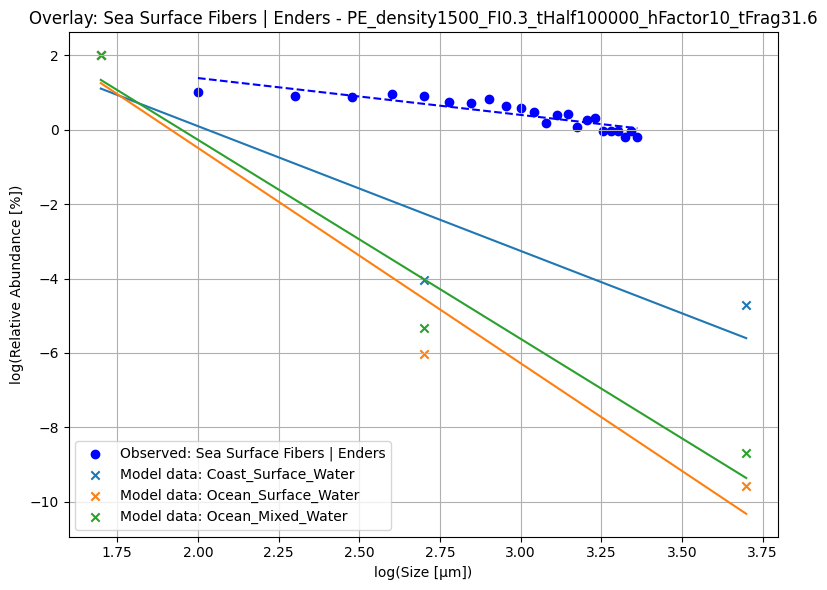 Overlay: Sea Surface Fibers | Enders - PE_density1500_FI0.3_tHalf100000_hFactor10_tFrag31.6
log(Relative Abundance [%])
2
0
−2
−4
−6
−8
−10
Observed: Sea Surface Fibers | Enders
Model data: Coast_Surface_Water
Model data: Ocean_Surface_Water
Model data: Ocean_Mixed_Water
1.75 2.00 2.25 2.50 2.75 3.00 3.25 3.50 3.75
log(Size [μm])